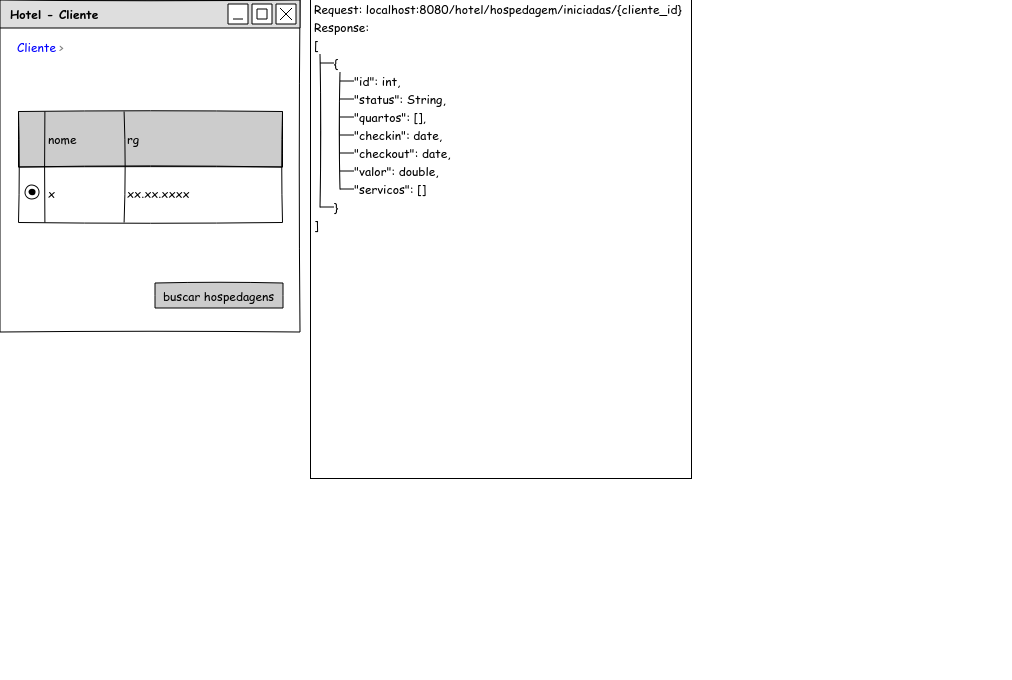 Hotel - Cliente
Cliente >
nome rg
x xx.xx.xxxx
buscar hospedagens
Request: localhost:8080/hotel/hospedagem/iniciadas/{cliente_id}
Response:
[
{
"id": int,
"status": String,
"quartos": [],
"checkin": date,
"checkout": date,
"valor": double,
"servicos": []
}
]